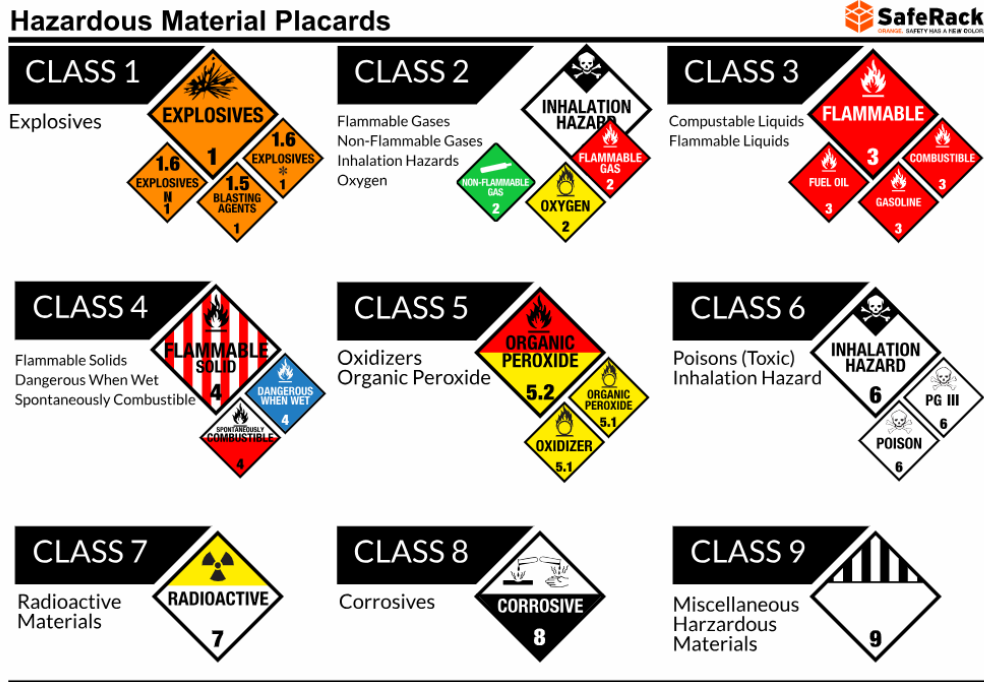 Hazardous Material Placards
SafeRack
ORANGE. SAFETY HAS A NEW COLOR.
CLASS 1
Explosives
EXPLOSIVES
1
1.6
EXPLOSIVES
N
1
1.5
BLASTING
AGENTS
1
1.6
EXPLOSIVES
*
1
CLASS 2
Flammable Gases
Non-Flammable Gases
Inhalation Hazards
Oxygen
INHALATION
HAZARD
NON-FLAMMABLE
GAS
2
OXYGEN
2
FLAMMABLE
GAS
2
CLASS 3
Compustable Liquids
Flammable Liquids
FLAMMABLE
3
FUEL OIL
3
GASOLINE
3
COMBUSTIBLE
3
CLASS 4
Flammable Solids
Dangerous When Wet
Spontaneously Combustible
FLAMMABLE
SOLID
4
DANGEROUS
WHEN WET
4
SPONTANEOUSLY
COMBUSTIBLE
4
CLASS 5
Oxidizers
Organic Peroxide
ORGANIC
PEROXIDE
5.2
ORGANIC
PEROXIDE
5.1
OXIDIZER
5.1
CLASS 6
Poisons (Toxic)
Inhalation Hazard
INHALATION
HAZARD
6
PG III
6
POISON
6
CLASS 7
Radioactive
Materials
RADIOACTIVE
7
CLASS 8
Corrosives
CORROSIVE
8
CLASS 9
Miscellaneous
Harzardous
Materials
9